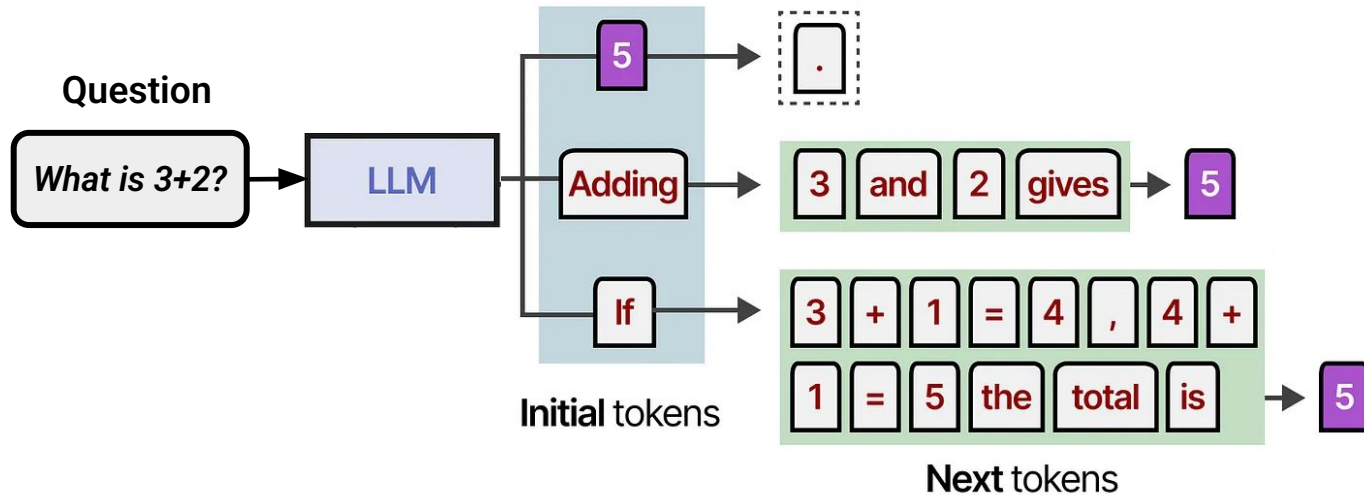 Question
What is 3+2?
LLM
5 .
Adding 3 and 2 gives 5
If 3 + 1 = 4 , 4 +
1 = 5 the total is 5
Initial tokens
Next tokens